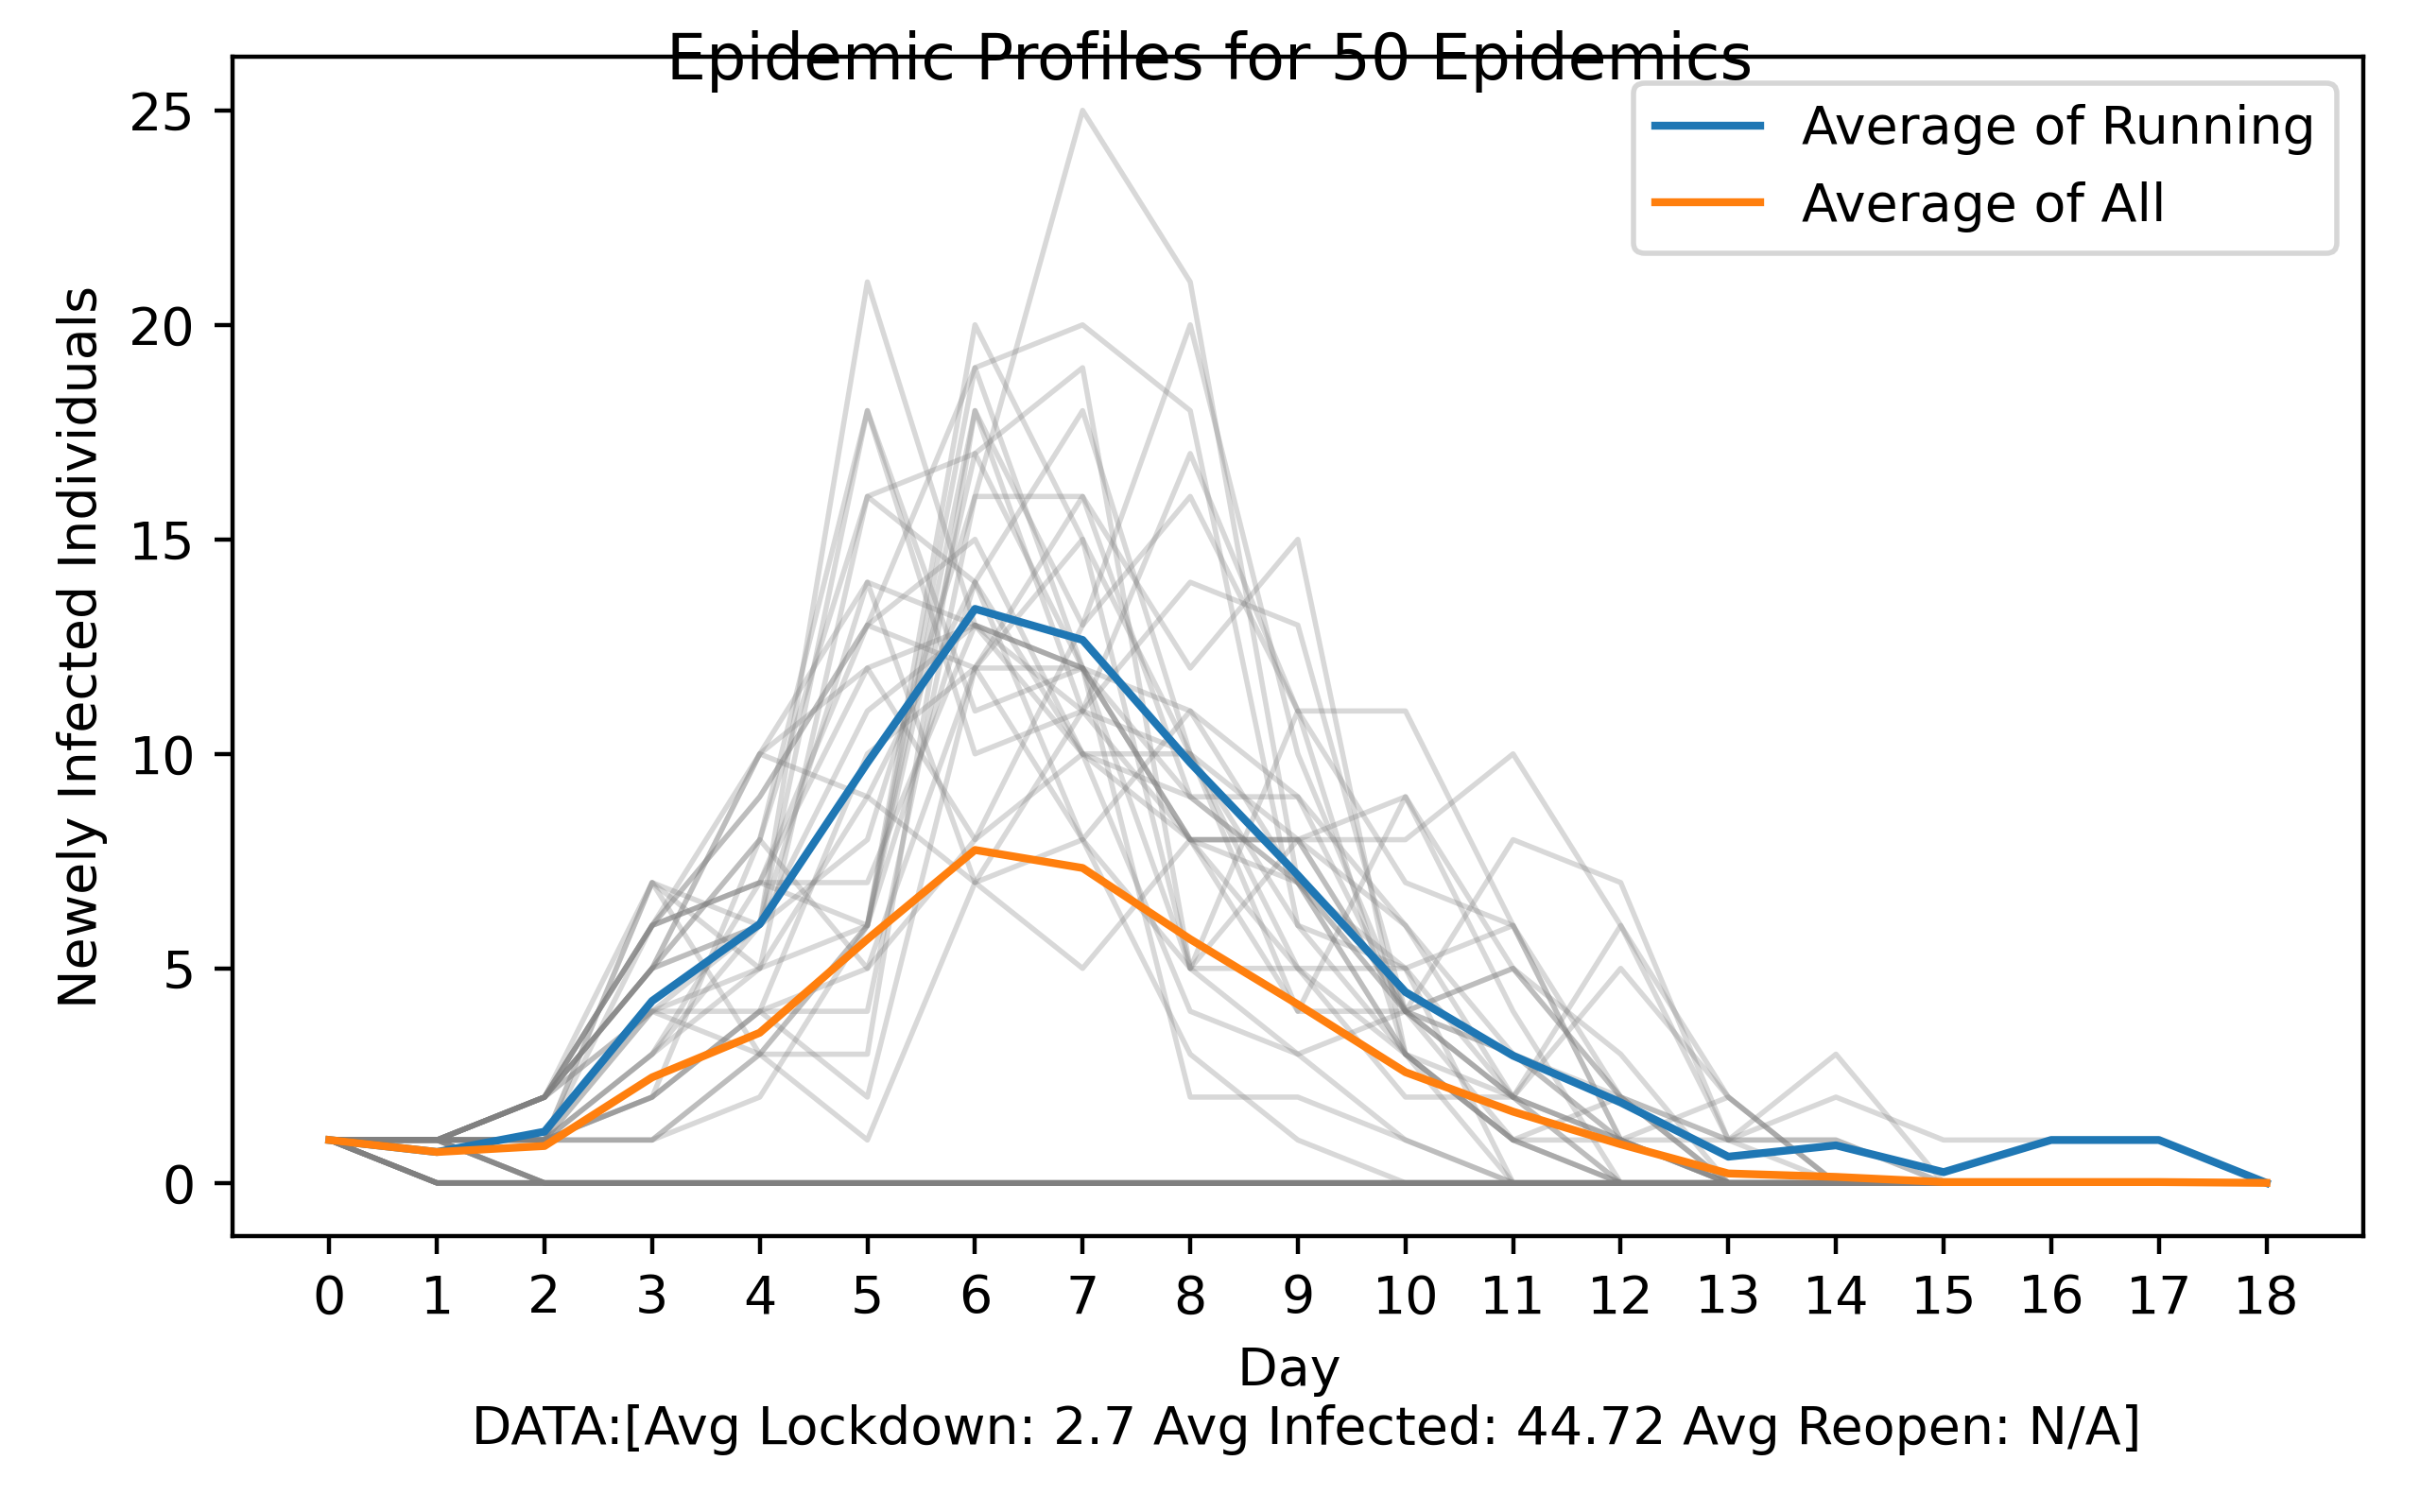 Epidemic Profiles for 50 Epidemics
Average of Running
Average of All
Newely Infected Individuals
25
20
15
10
5
0
0 1 2 3 4 5 6 7 8 9 10 11 12 13 14 15 16 17 18
Day
DATA:[Avg Lockdown: 2.7 Avg Infected: 44.72 Avg Reopen: N/A]